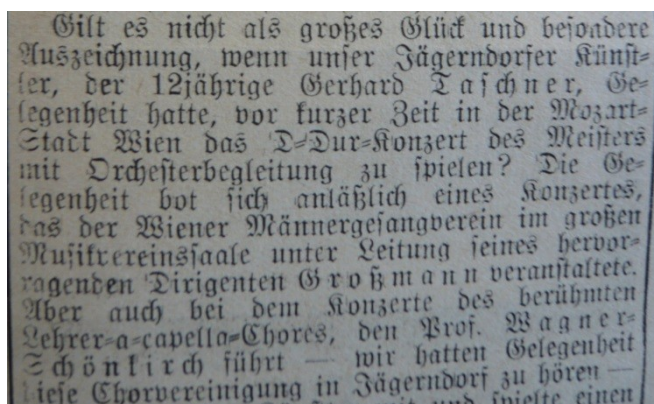 Gilt es nicht als großes Glück und besondere
Auszeichnung, wenn unser Jägerndorfer Künst-
ler, der 12jährige Gerhard Taschner, Ge-
legenheit hatte, vor kurzer Zeit in der Mozart-
Stadt Wien das D-Dur-Konzert des Meisters
mit Orchesterbegleitung zu spielen? Die Ge-
legenheit bot sich anläßlich eines Konzertes,
das der Wiener Männergesangverein im großen
Musikvereinssaale unter Leitung seines hervor-
ragenden Dirigenten Großmann veranstaltete.
Aber auch bei dem Konzerte des berühmten
Lehrer-a-capella-Chores, den Prof. Wagner-
Schönkirch führt — wir hatten Gelegenheit
diese Chorvereinigung in Jägerndorf zu hören —
und spielte einen